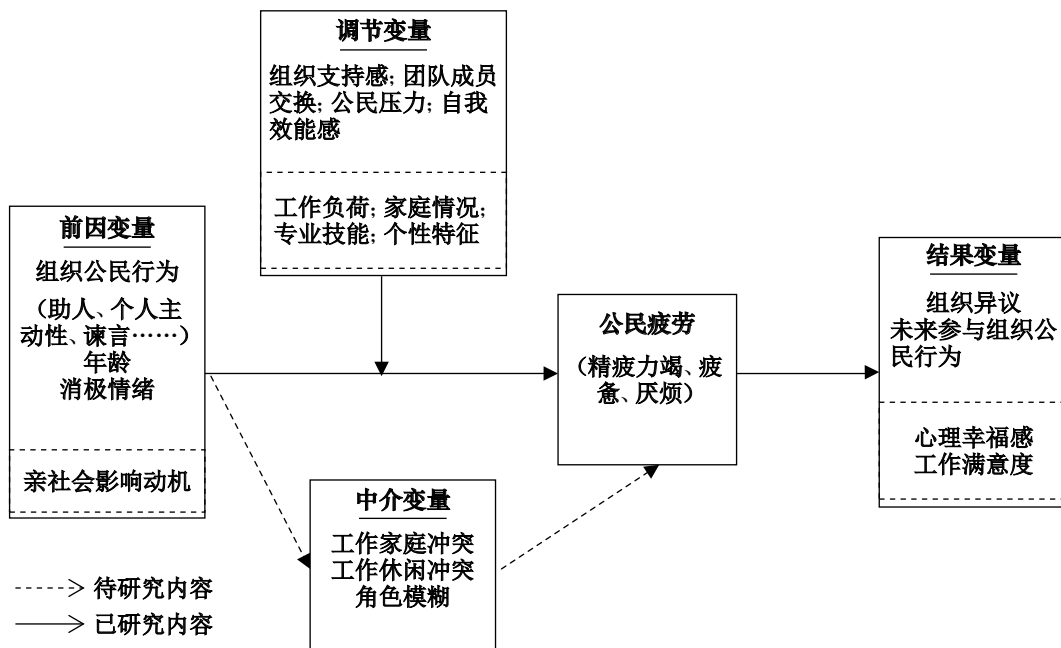 调节变量
组织支持感; 团队成员
交换; 公民压力; 自我
效能感
工作负荷; 家庭情况;
专业技能; 个性特征
前因变量
组织公民行为
（助人、个人主
动性、谏言……）
年龄
消极情绪
亲社会影响动机
中介变量
工作家庭冲突
工作休闲冲突
角色模糊
公民疲劳
（精疲力竭、疲
惫、厌烦）
结果变量
组织异议
未来参与组织公
民行为
心理幸福感
工作满意度
待研究内容
已研究内容